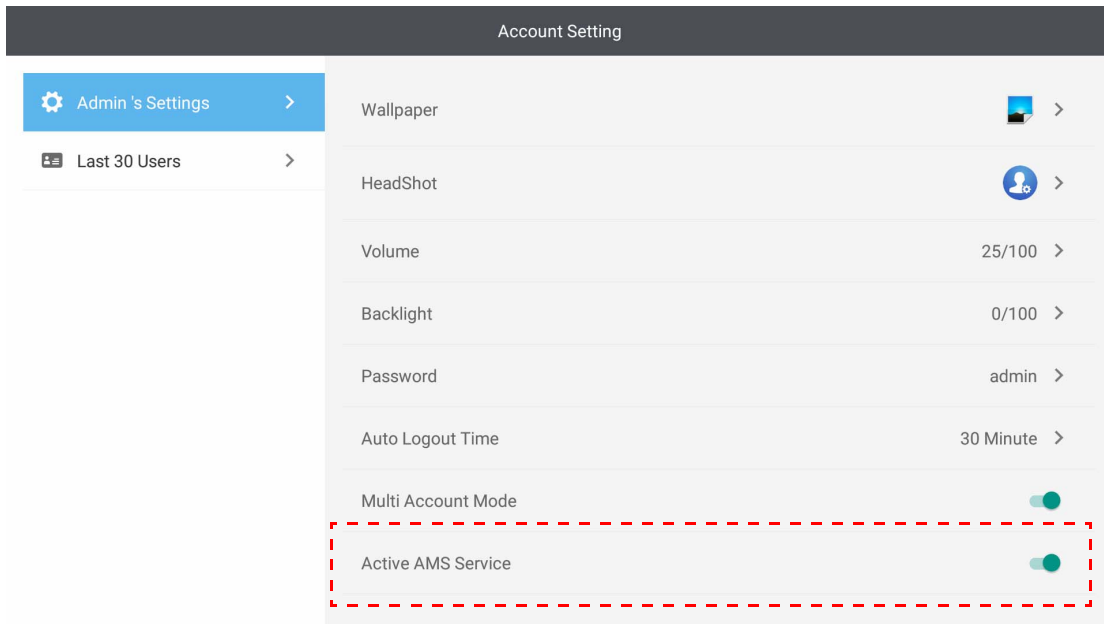 Account Setting
Admin 's Settings
Last 30 Users
Wallpaper
HeadShot
Volume 25/100
Backlight 0/100
Password admin
Auto Logout Time 30 Minute
Multi Account Mode
Active AMS Service